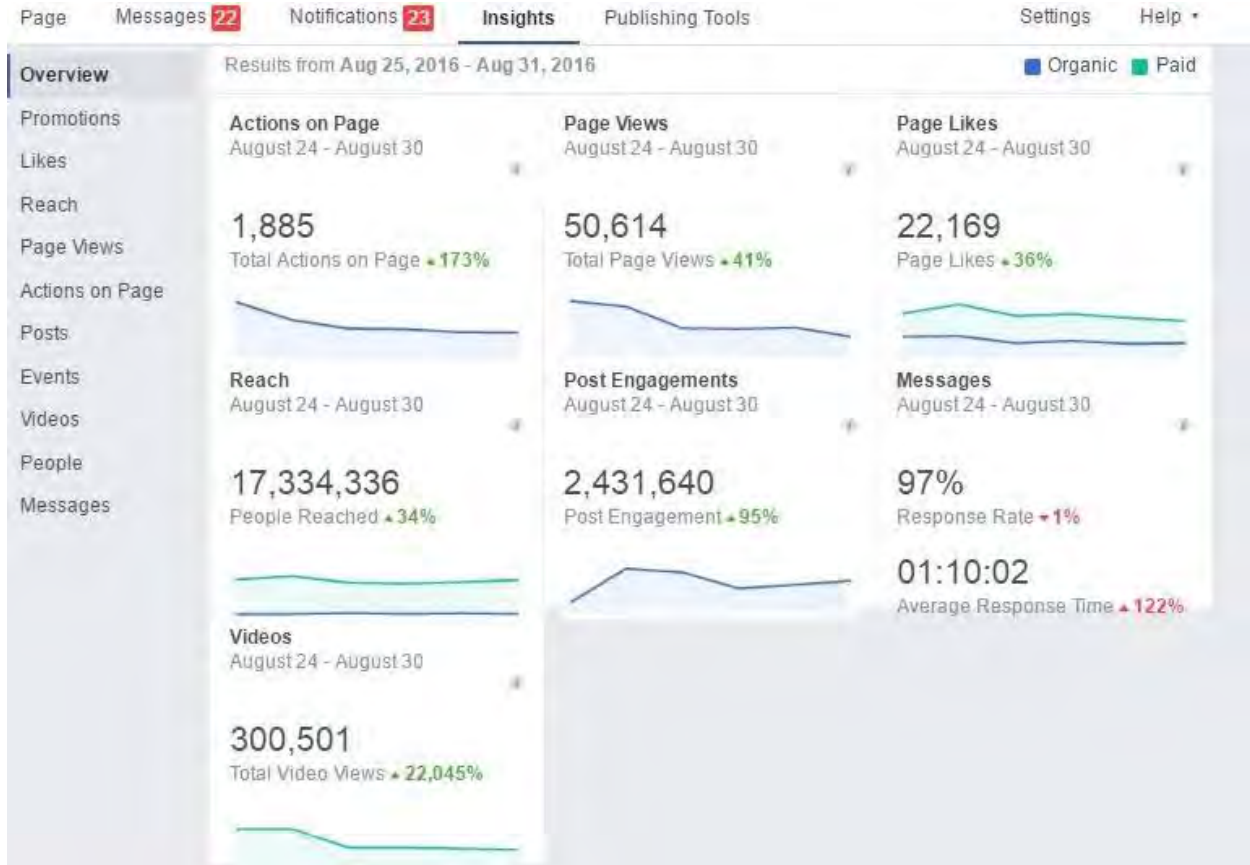 Page Messages 22 Notifications 23 Insights Publishing Tools Settings Help
Overview
Promotions
Likes
Reach
Page Views
Actions on Page
Posts
Events
Videos
People
Messages
Results from Aug 25, 2016 - Aug 31, 2016
Organic Paid
Actions on Page
August 24 - August 30
1,885
Total Actions on Page ▲173%
Page Views
August 24 - August 30
50,614
Total Page Views ▲41%
Page Likes
August 24 - August 30
22,169
Page Likes ▲36%
Reach
August 24 - August 30
17,334,336
People Reached ▲34%
Post Engagements
August 24 - August 30
2,431,640
Post Engagement ▲95%
Messages
August 24 - August 30
97%
Response Rate ▼1%
01:10:02
Average Response Time ▲122%
Videos
August 24 - August 30
300,501
Total Video Views ▲22,045%